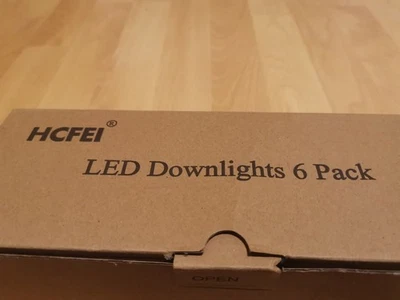 HCFEI®
LED Downlights 6 Pack
OPEN